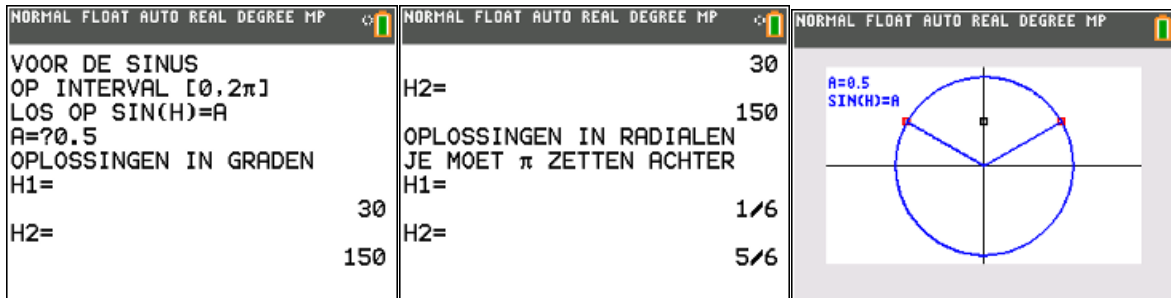 NORMAL FLOAT AUTO REAL DEGREE MP
VOOR DE SINUS
OP INTERVAL [0,2π]
LOS OP SIN(H)=A
A=?0.5
OPLOSSINGEN IN GRADEN
H1=
30
H2=
150
NORMAL FLOAT AUTO REAL DEGREE MP
30
H2=
150
OPLOSSINGEN IN RADIALEN
JE MOET π ZETTEN ACHTER
H1=
1/6
H2=
5/6
NORMAL FLOAT AUTO REAL DEGREE MP
A=0.5
SIN(H)=A